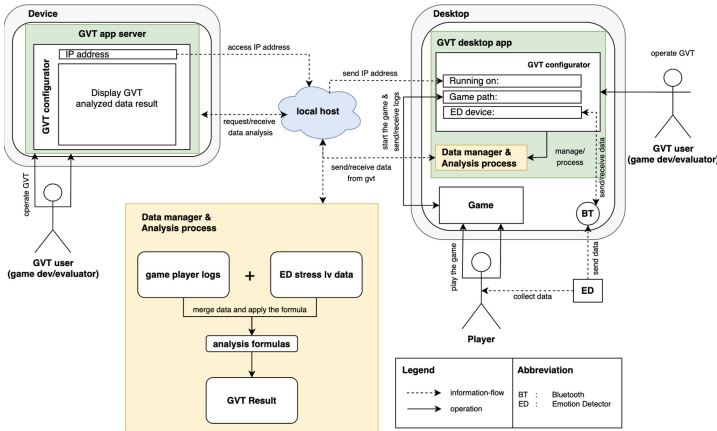 Device
GVT app server
GVT configurator
IP address
Display GVT
analyzed data result
operate GVT
GVT user
(game dev/evaluator)
access IP address
local host
request/receive
data analysis
send IP address
start the game &
send/receive logs
send/receive data
from gvt
Desktop
GVT desktop app
GVT configurator
Running on:
Game path:
ED device:
Data manager &
Analysis process
manage/
process
send/receive data
operate GVT
GVT user
(game dev/evaluator)
Game
BT
play the game
send data
collect data
ED
Player
Data manager &
Analysis process
game player logs
+
ED stress lv data
merge data and apply the formula
analysis formulas
GVT Result
Legend
information-flow
operation
Abbreviation
BT : Bluetooth
ED : Emotion Detector